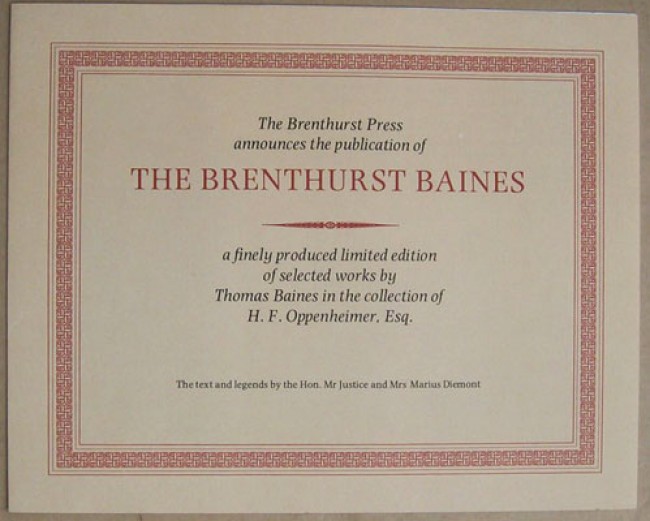 The Brenthurst Press
announces the publication of
THE BRENTHURST BAINES
a finely produced limited edition
of selected works by
Thomas Baines in the collection of
H. F. Oppenheimer, Esq.
The text and legends by the Hon. Mr Justice and Mrs Marius Diemont